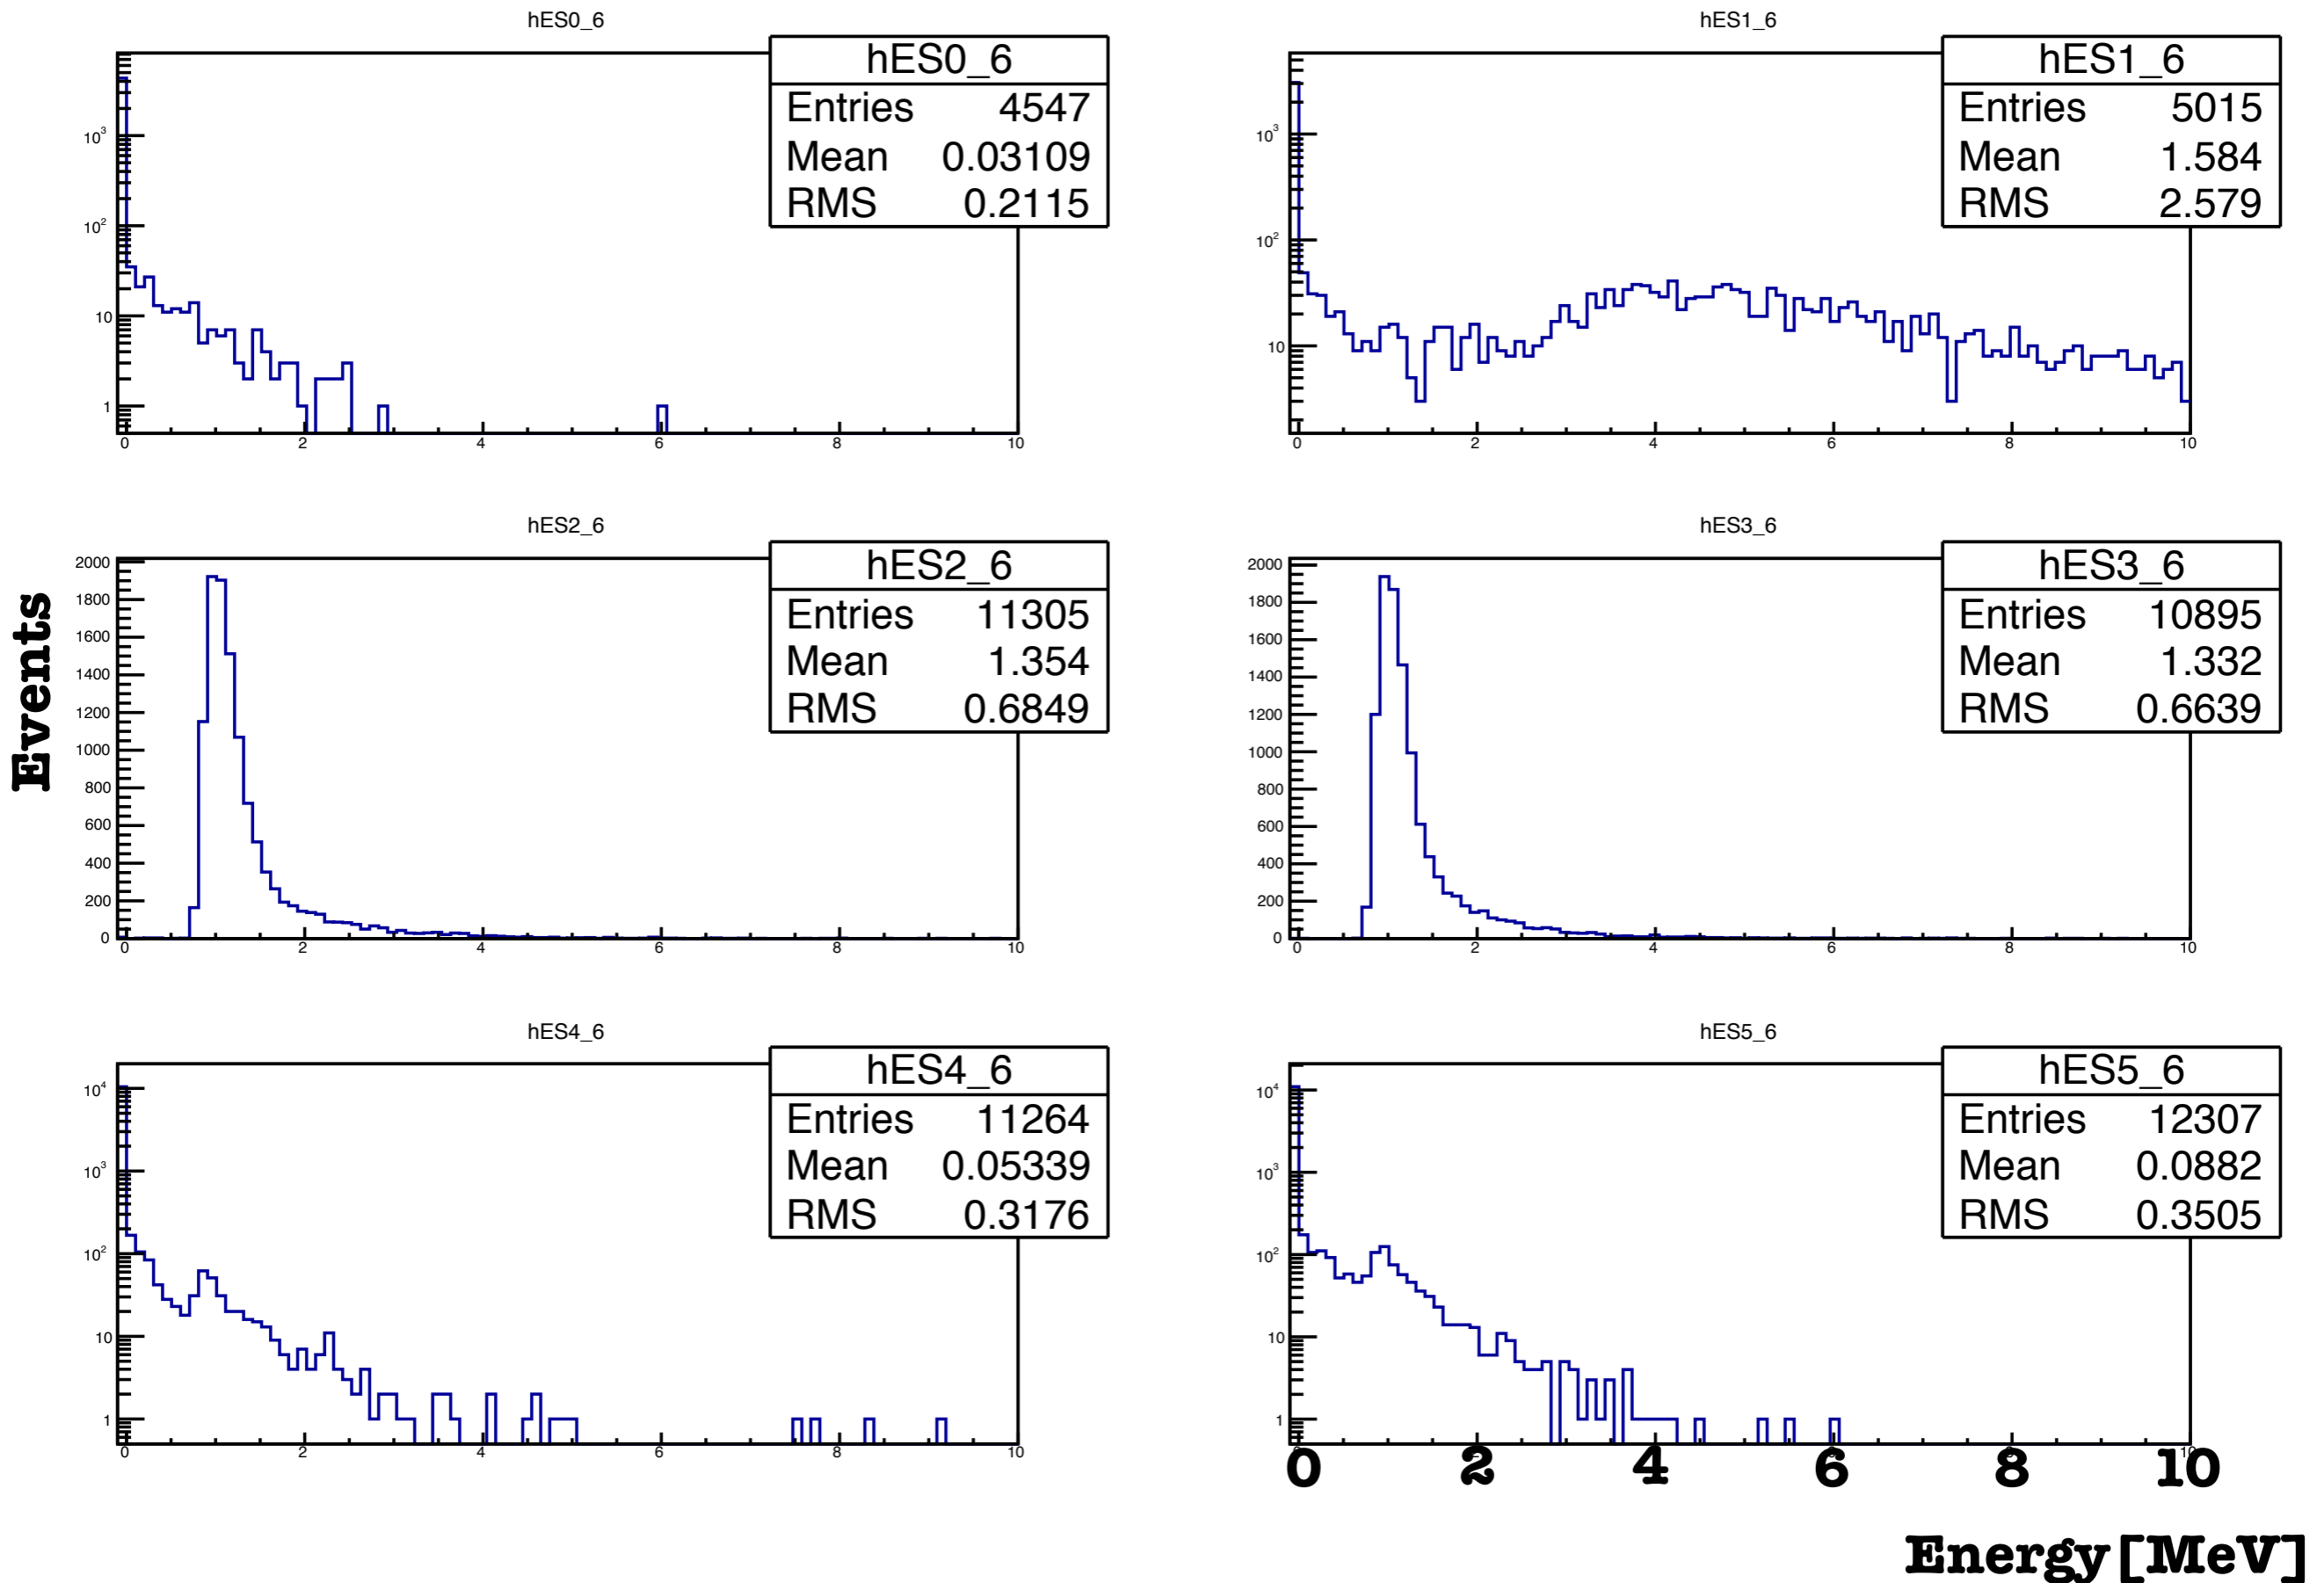 hES0_6
hES0_6
Entries 4547
Mean 0.03109
RMS 0.2115
10³
10²
10
1
0 2 4 6 8 10
hES1_6
hES1_6
Entries 5015
Mean 1.584
RMS 2.579
10³
10²
10
0 2 4 6 8 10
Events
hES2_6
hES2_6
Entries 11305
Mean 1.354
RMS 0.6849
2000
1800
1600
1400
1200
1000
800
600
400
200
0
0 2 4 6 8 10
hES3_6
hES3_6
Entries 10895
Mean 1.332
RMS 0.6639
2000
1800
1600
1400
1200
1000
800
600
400
200
0
0 2 4 6 8 10
hES4_6
hES4_6
Entries 11264
Mean 0.05339
RMS 0.3176
10⁴
10³
10²
10
1
0 2 4 6 8 10
hES5_6
hES5_6
Entries 12307
Mean 0.0882
RMS 0.3505
10⁴
10³
10²
10
1
0 2 4 6 8 10
Energy[MeV]